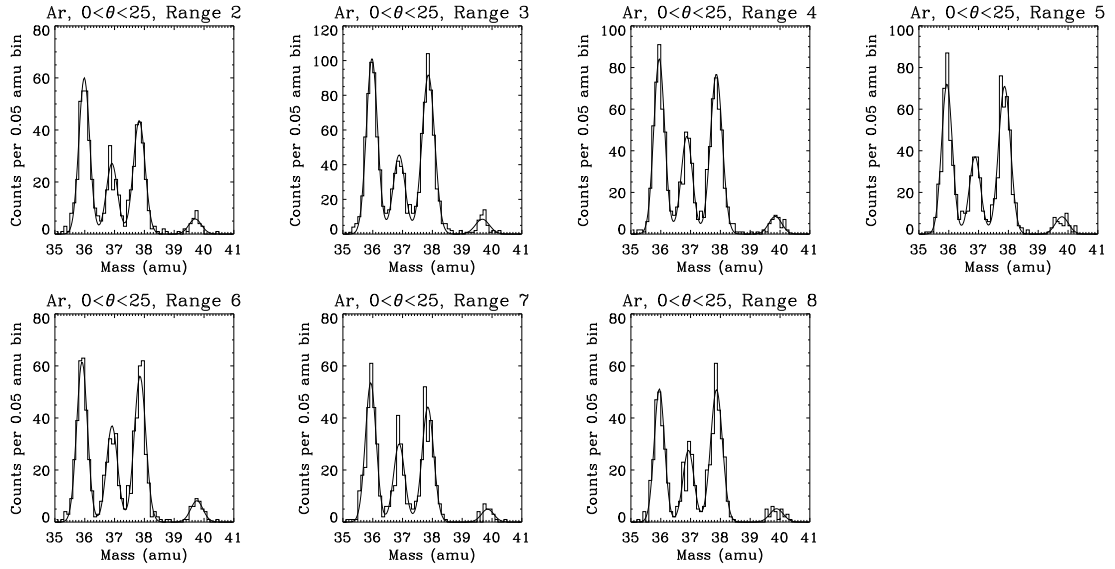 Ar, 0<θ<25, Range 2
Counts per 0.05 amu bin
80
60
40
20
0
35 36 37 38 39 40 41
Mass (amu)
Ar, 0<θ<25, Range 3
Counts per 0.05 amu bin
120
100
80
60
40
20
0
35 36 37 38 39 40 41
Mass (amu)
Ar, 0<θ<25, Range 4
Counts per 0.05 amu bin
100
80
60
40
20
0
35 36 37 38 39 40 41
Mass (amu)
Ar, 0<θ<25, Range 5
Counts per 0.05 amu bin
100
80
60
40
20
0
35 36 37 38 39 40 41
Mass (amu)
Ar, 0<θ<25, Range 6
Counts per 0.05 amu bin
80
60
40
20
0
35 36 37 38 39 40 41
Mass (amu)
Ar, 0<θ<25, Range 7
Counts per 0.05 amu bin
80
60
40
20
0
35 36 37 38 39 40 41
Mass (amu)
Ar, 0<θ<25, Range 8
Counts per 0.05 amu bin
80
60
40
20
0
35 36 37 38 39 40 41
Mass (amu)